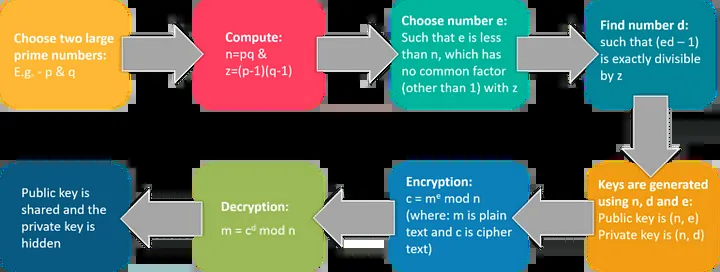 Choose two large
prime numbers:
E.g. - p & q
Compute:
n=pq &
z=(p-1)(q-1)
Choose number e:
Such that e is less
than n, which has
no common factor
(other than 1) with z
Find number d:
such that (ed – 1)
is exactly divisible
by z
Keys are generated
using n, d and e:
Public key is (n, e)
Private key is (n, d)
Encryption:
c = mᵉ mod n
(where: m is plain
text and c is cipher
text)
Decryption:
m = cᵈ mod n
Public key is
shared and the
private key is
hidden